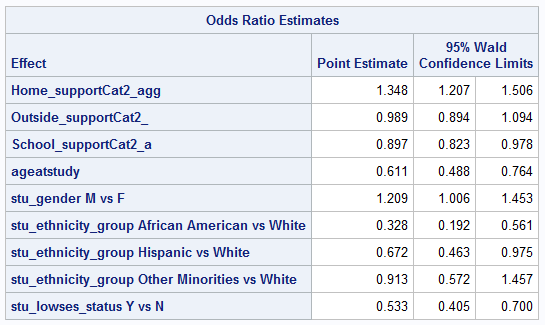 Odds Ratio Estimates
Effect Point Estimate 95% Wald Confidence Limits
Home_supportCat2_agg 1.348 1.207 1.506
Outside_supportCat2_ 0.989 0.894 1.094
School_supportCat2_a 0.897 0.823 0.978
ageatstudy 0.611 0.488 0.764
stu_gender M vs F 1.209 1.006 1.453
stu_ethnicity_group African American vs White 0.328 0.192 0.561
stu_ethnicity_group Hispanic vs White 0.672 0.463 0.975
stu_ethnicity_group Other Minorities vs White 0.913 0.572 1.457
stu_lowses_status Y vs N 0.533 0.405 0.700